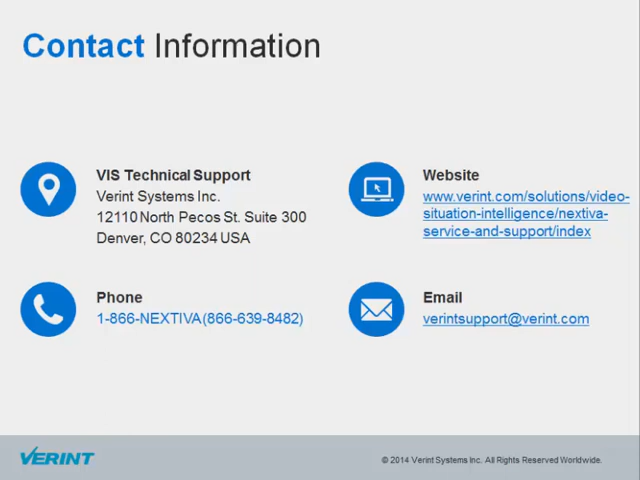 Contact Information
VIS Technical Support
Verint Systems Inc.
12110 North Pecos St. Suite 300
Denver, CO 80234 USA
Website
www.verint.com/solutions/video-
situation-intelligence/nextiva-
service-and-support/index
Phone
1-866-NEXTIVA (866-639-8482)
Email
verintsupport@verint.com
VERINT
© 2014 Verint Systems Inc. All Rights Reserved Worldwide.